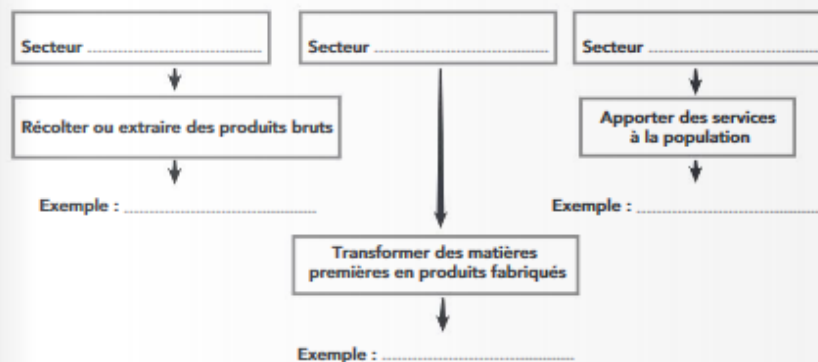 Secteur ........................................
Secteur ........................................
Secteur ........................................
Récolter ou extraire des produits bruts
Apporter des services
à la population
Exemple : ........................................
Exemple : ........................................
Transformer des matières
premières en produits fabriqués
Exemple : ........................................